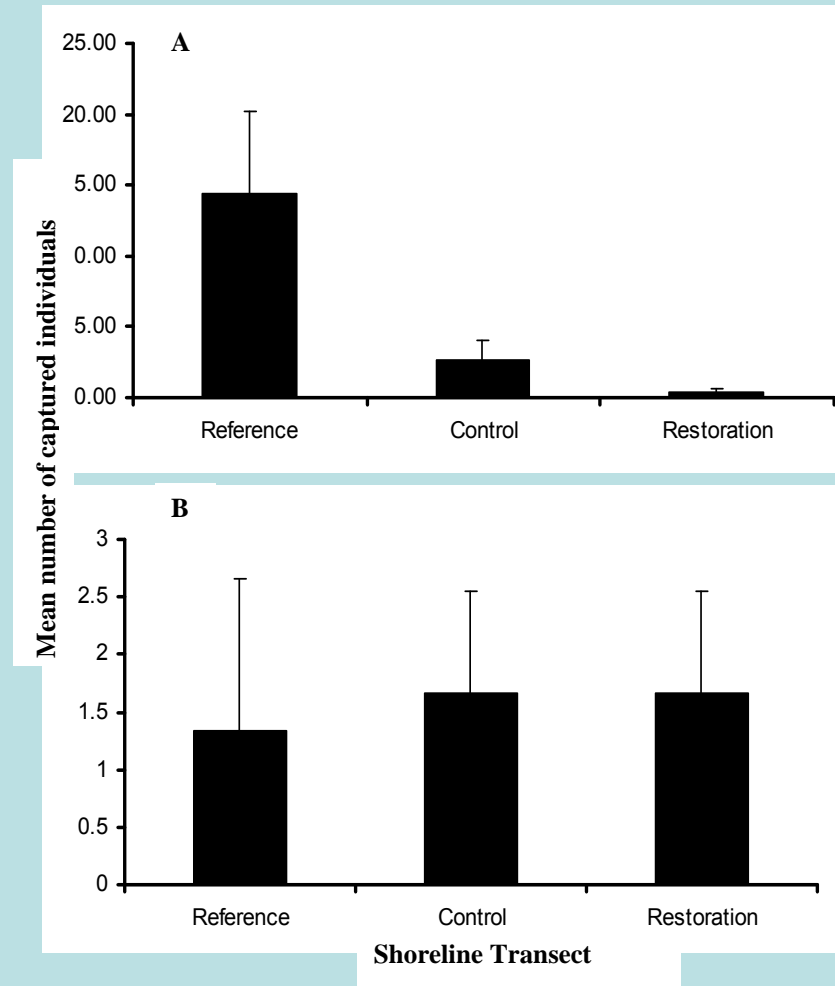 A
25.00
20.00
5.00
0.00
5.00
0.00
Reference Control Restoration
Mean number of captured individuals
B
3
2.5
2
1.5
1
0.5
0
Reference Control Restoration
Shoreline Transect